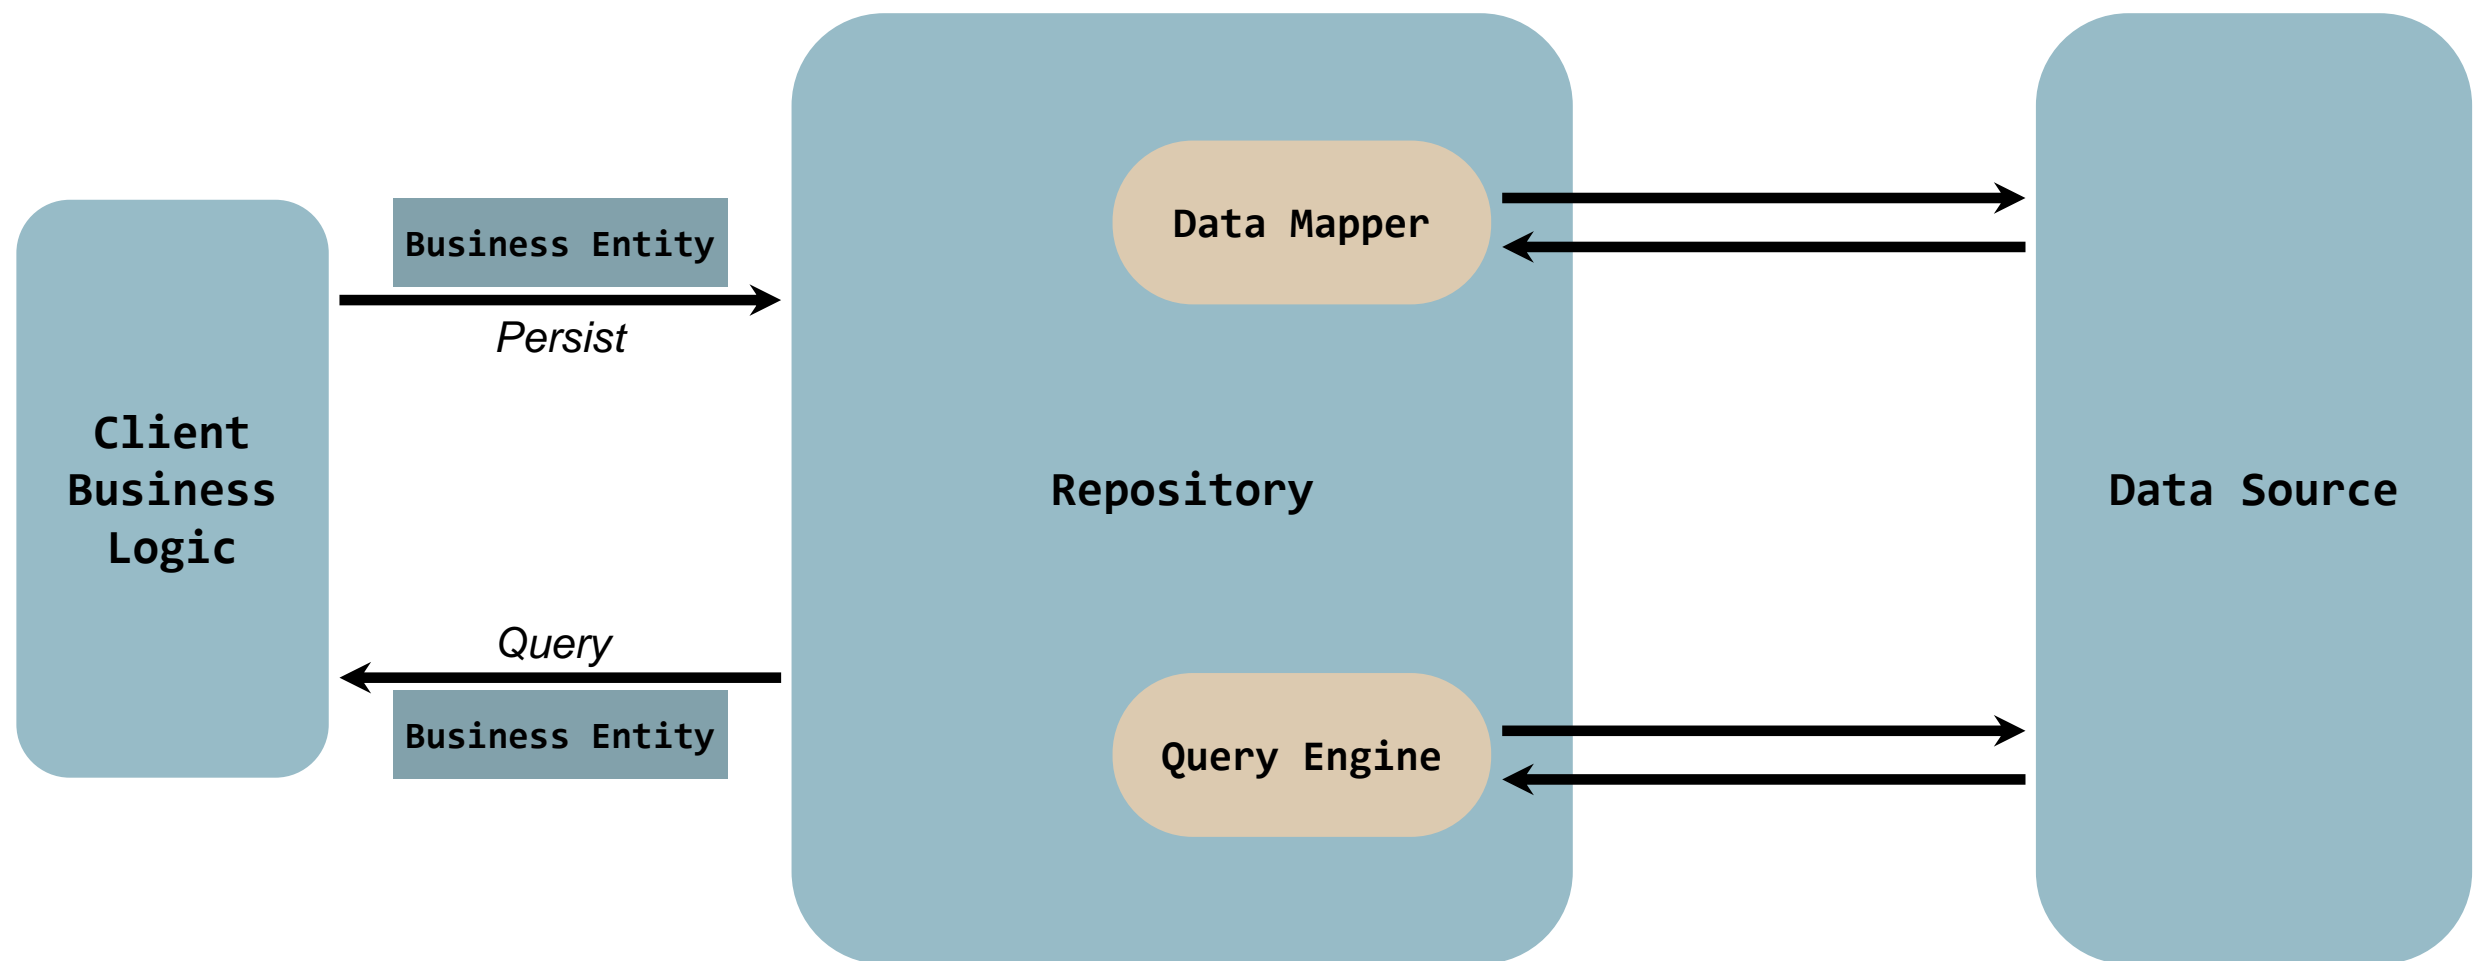 Business Entity
Persist
Client
Business
Logic
Query
Business Entity
Data Mapper
Repository
Query Engine
Data Source